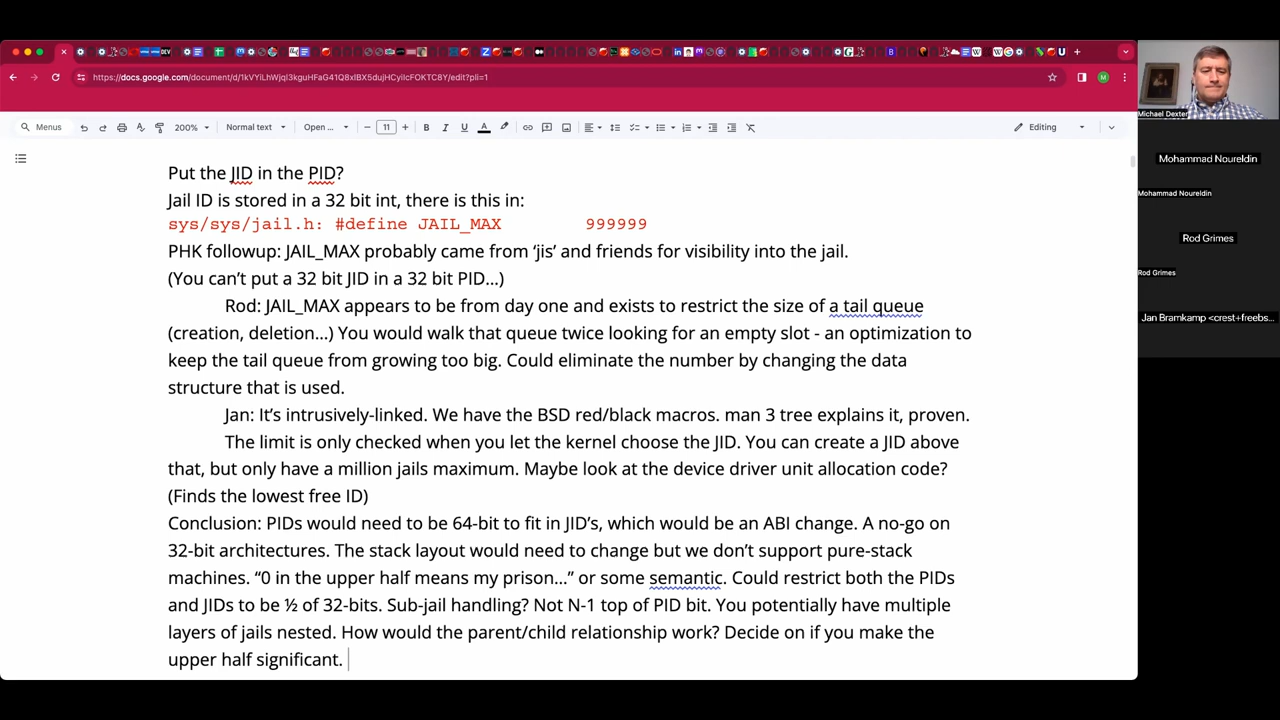 https://docs.google.com/document/d/1kVYiLhWjqI3kguHFaG41Q8xlBX5dujHCyiIcFOKTC8Y/edit?pli=1
Menus
200%
Normal text
Open ...
11
Editing
Put the JID in the PID?
Jail ID is stored in a 32 bit int, there is this in:
sys/sys/jail.h: #define JAIL_MAX 999999
PHK followup: JAIL_MAX probably came from ‘jis’ and friends for visibility into the jail.
(You can’t put a 32 bit JID in a 32 bit PID...)
Rod: JAIL_MAX appears to be from day one and exists to restrict the size of a tail queue
(creation, deletion...) You would walk that queue twice looking for an empty slot - an optimization to
keep the tail queue from growing too big. Could eliminate the number by changing the data
structure that is used.
Jan: It’s intrusively-linked. We have the BSD red/black macros. man 3 tree explains it, proven.
The limit is only checked when you let the kernel choose the JID. You can create a JID above
that, but only have a million jails maximum. Maybe look at the device driver unit allocation code?
(Finds the lowest free ID)
Conclusion: PIDs would need to be 64-bit to fit in JID’s, which would be an ABI change. A no-go on
32-bit architectures. The stack layout would need to change but we don’t support pure-stack
machines. “0 in the upper half means my prison...” or some semantic. Could restrict both the PIDs
and JIDs to be ½ of 32-bits. Sub-jail handling? Not N-1 top of PID bit. You potentially have multiple
layers of jails nested. How would the parent/child relationship work? Decide on if you make the
upper half significant.
Michael Dexter
Mohammad Noureldin
Mohammad Noureldin
Rod Grimes
Rod Grimes
Jan Bramkamp <crest+freebs...